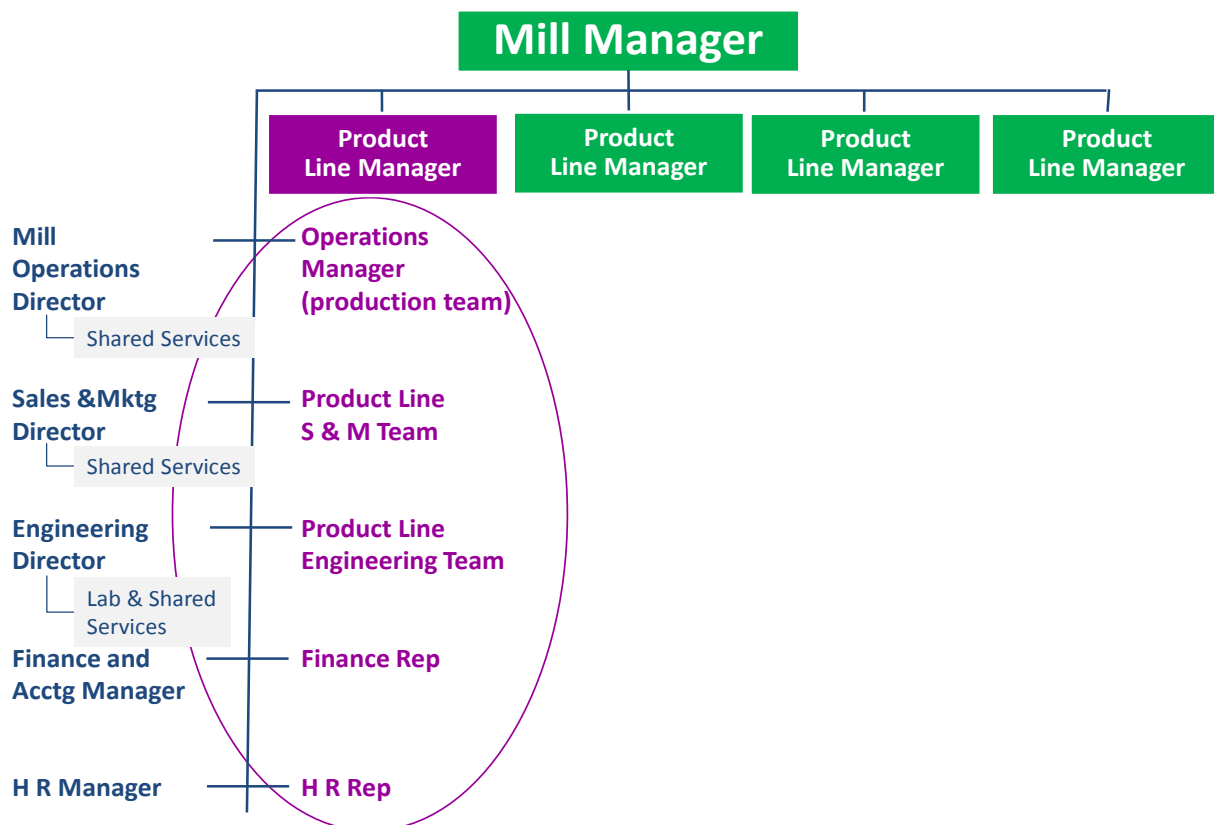 Mill Manager
Product
Line Manager
Product
Line Manager
Product
Line Manager
Product
Line Manager
Mill
Operations
Director
Shared Services
Operations
Manager
(production team)
Sales &Mktg
Director
Shared Services
Product Line
S & M Team
Engineering
Director
Lab & Shared
Services
Product Line
Engineering Team
Finance and
Acctg Manager
Finance Rep
H R Manager
H R Rep